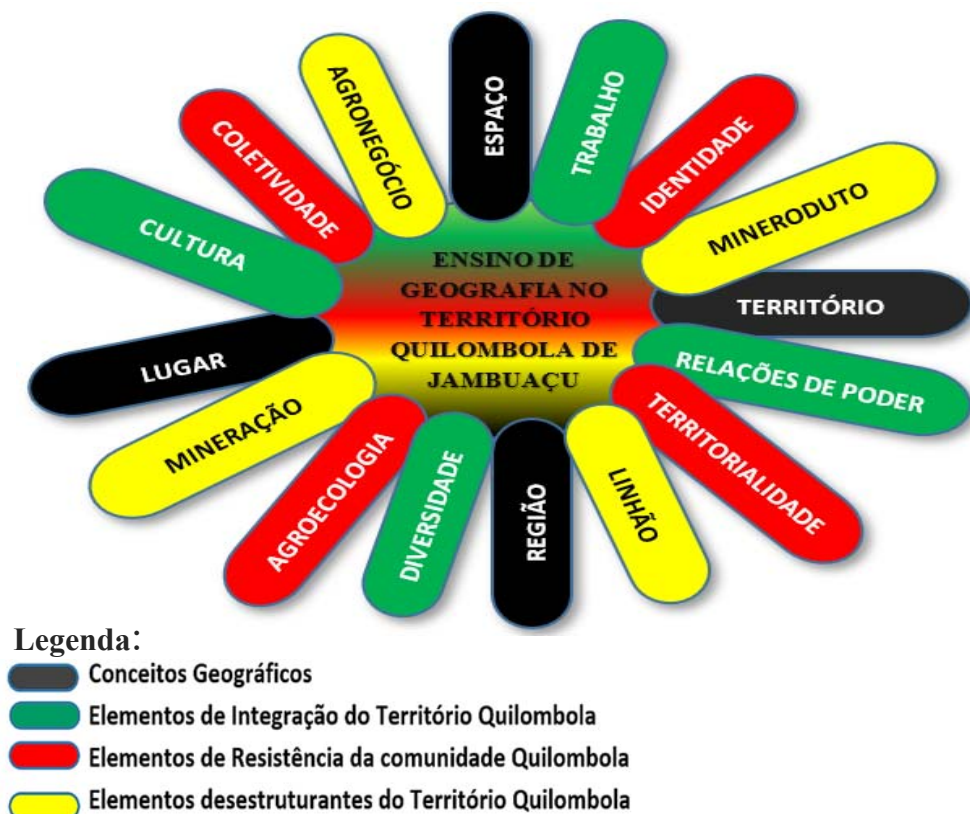 ESPAÇO
TRABALHO
IDENTIDADE
MINERODUTO
TERRITÓRIO
RELAÇÕES DE PODER
TERRITORIALIDADE
LINHÃO
REGIÃO
DIVERSIDADE
AGROECOLOGIA
MINERAÇÃO
LUGAR
CULTURA
COLETIVIDADE
AGRONEGÓCIO
ENSINO DE
GEOGRAFIA NO
TERRITÓRIO
QUILOMBOLA DE
JAMBUAÇU
Legenda:
Conceitos Geográficos
Elementos de Integração do Território Quilombola
Elementos de Resistência da comunidade Quilombola
Elementos desestruturantes do Território Quilombola